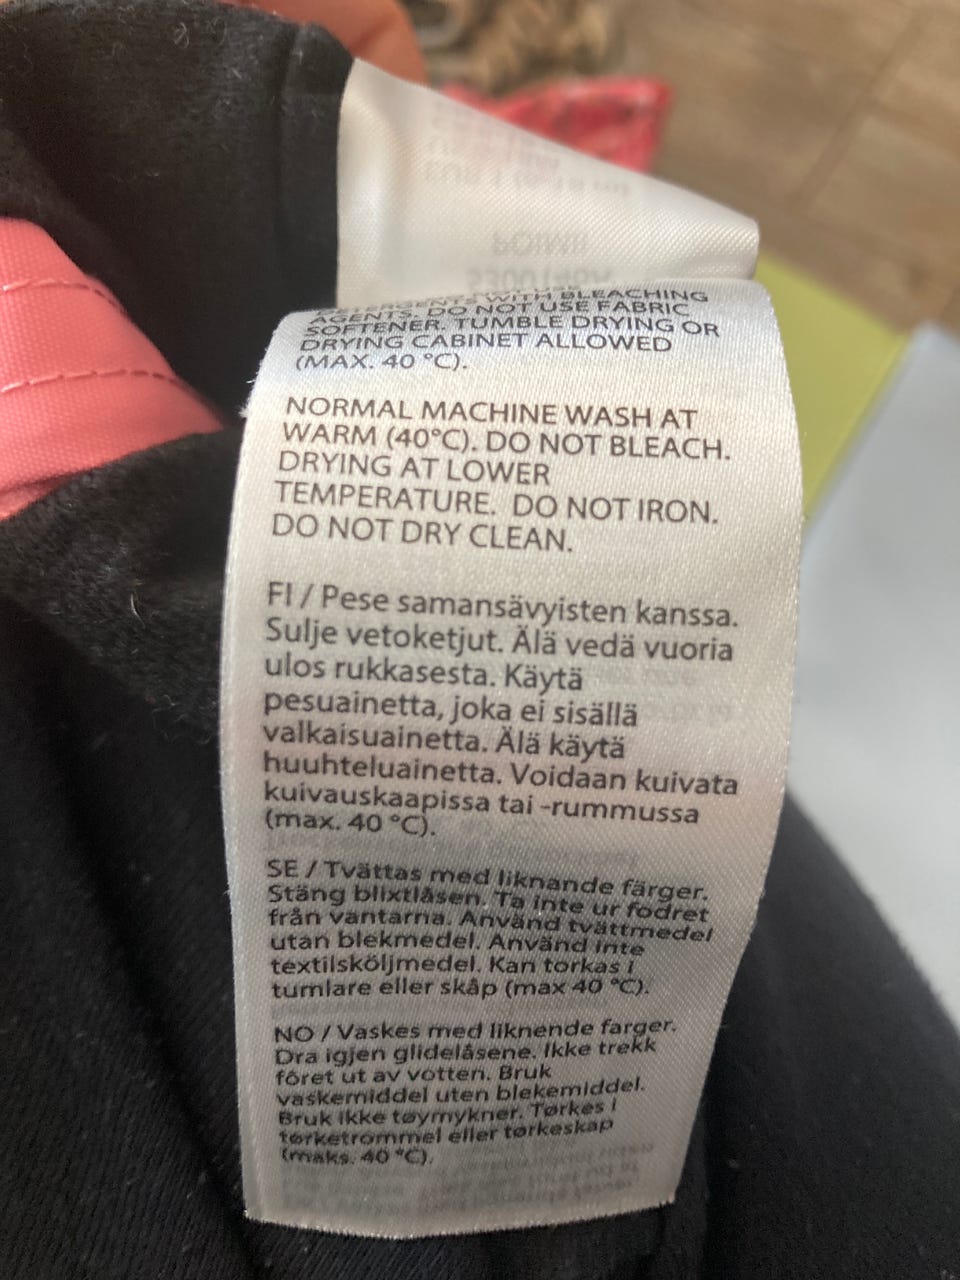 DETERGENTS WITH BLEACHING
AGENTS. DO NOT USE FABRIC
SOFTENER. TUMBLE DRYING OR
DRYING CABINET ALLOWED
(MAX. 40 °C).
NORMAL MACHINE WASH AT
WARM (40°C). DO NOT BLEACH.
DRYING AT LOWER
TEMPERATURE. DO NOT IRON.
DO NOT DRY CLEAN.
FI / Pese samansävyisten kanssa.
Sulje vetoketjut. Älä vedä vuoria
ulos rukkasesta. Käytä
pesuainetta, joka ei sisällä
valkaisuainetta. Älä käytä
huuhteluainetta. Voidaan kuivata
kuivauskaapissa tai -rummussa
(max. 40 °C).
SE / Tvättas med liknande färger.
Stäng blixtlåsen. Ta inte ur fodret
från vantarna. Använd tvättmedel
utan blekmedel. Använd inte
textilsköljmedel. Kan torkas i
tumlare eller skåp (max 40 °C).
NO / Vaskes med liknende farger.
Dra igjen glidelåsene. Ikke trekk
fôret ut av votten. Bruk
vaskemiddel uten blekemiddel.
Bruk ikke tøymykner. Tørkes i
tørketrommel eller tørkeskap
(maks. 40 °C).